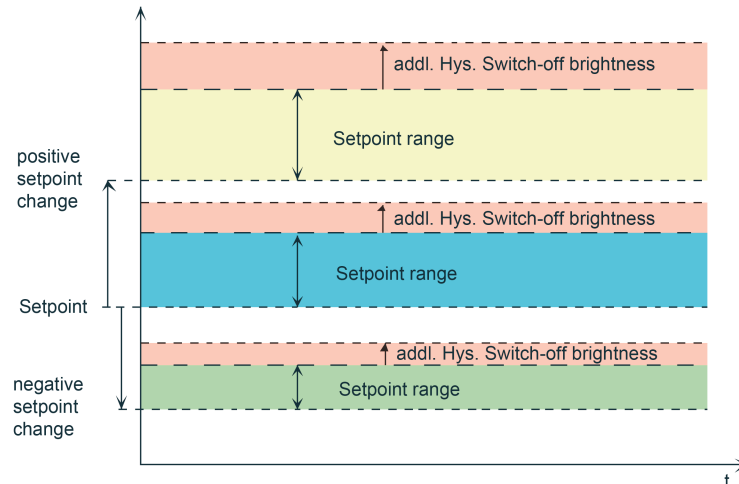 addl. Hys. Switch-off brightness
Setpoint range
positive
setpoint
change
addl. Hys. Switch-off brightness
Setpoint range
Setpoint
addl. Hys. Switch-off brightness
negative
setpoint
change
Setpoint range
t